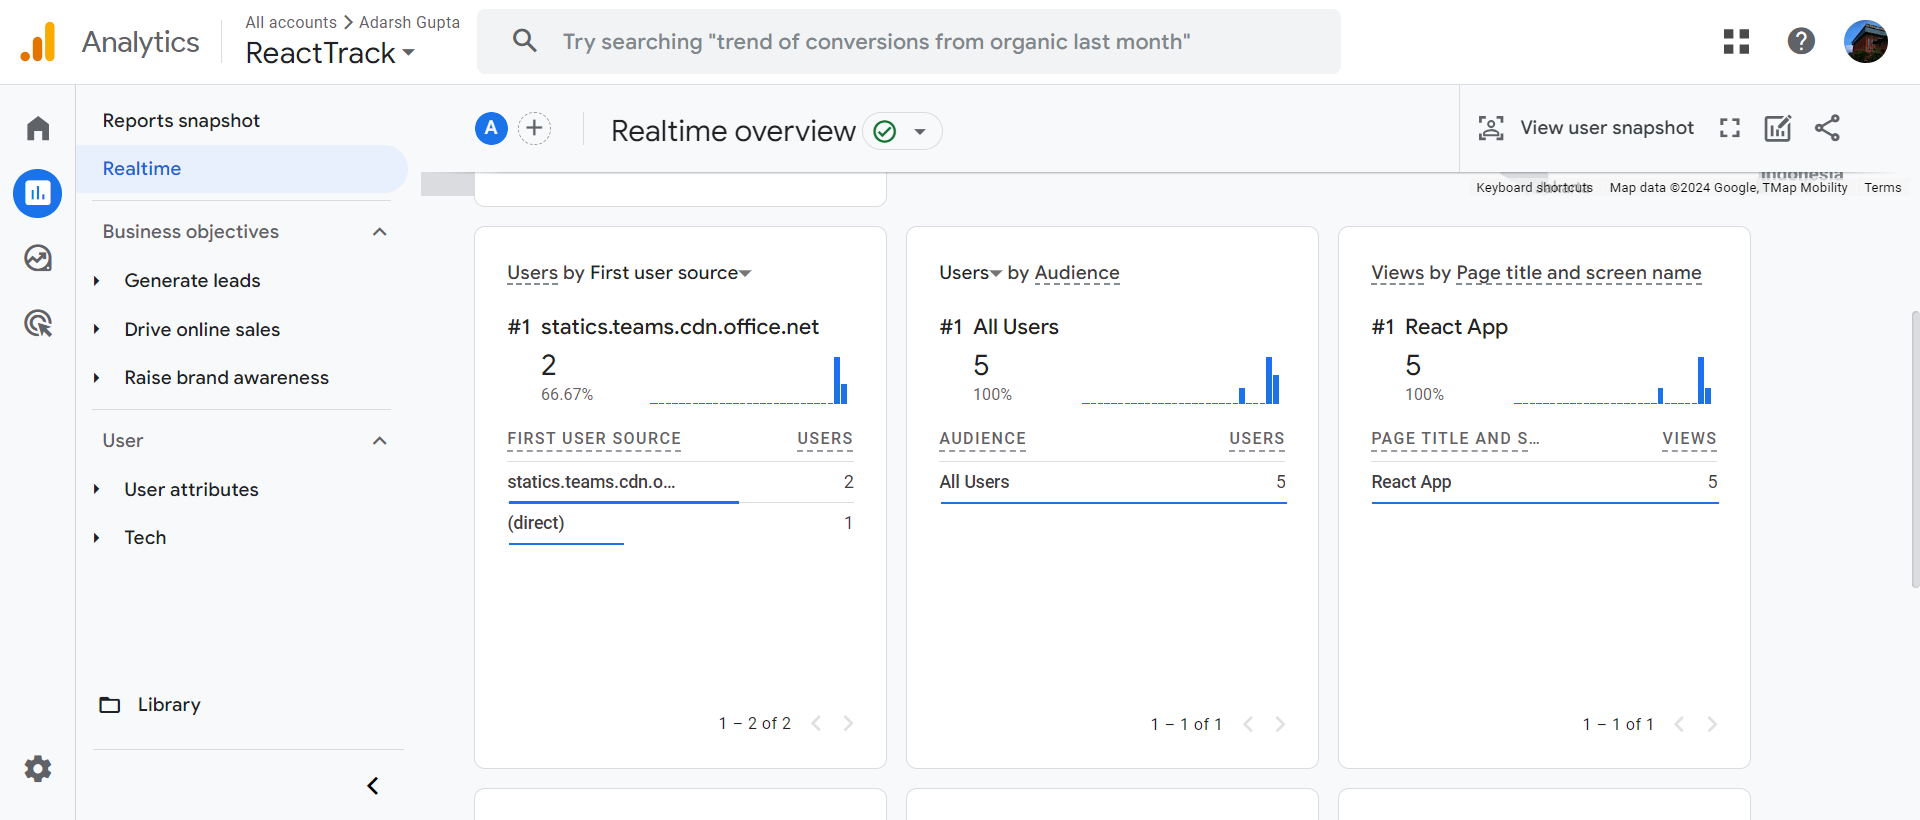 Analytics
All accounts > Adarsh Gupta
ReactTrack
Try searching "trend of conversions from organic last month"
Reports snapshot
Realtime
Business objectives
Generate leads
Drive online sales
Raise brand awareness
User
User attributes
Tech
Library
A
Realtime overview
View user snapshot
Indonesia
Keyboard shortcuts
Map data ©2024 Google, TMap Mobility
Terms
Users by First user source
#1 statics.teams.cdn.office.net
2
66.67%
FIRST USER SOURCE USERS
statics.teams.cdn.o... 2
(direct) 1
1 – 2 of 2
Users by Audience
#1 All Users
5
100%
AUDIENCE USERS
All Users 5
1 – 1 of 1
Views by Page title and screen name
#1 React App
5
100%
PAGE TITLE AND S... VIEWS
React App 5
1 – 1 of 1